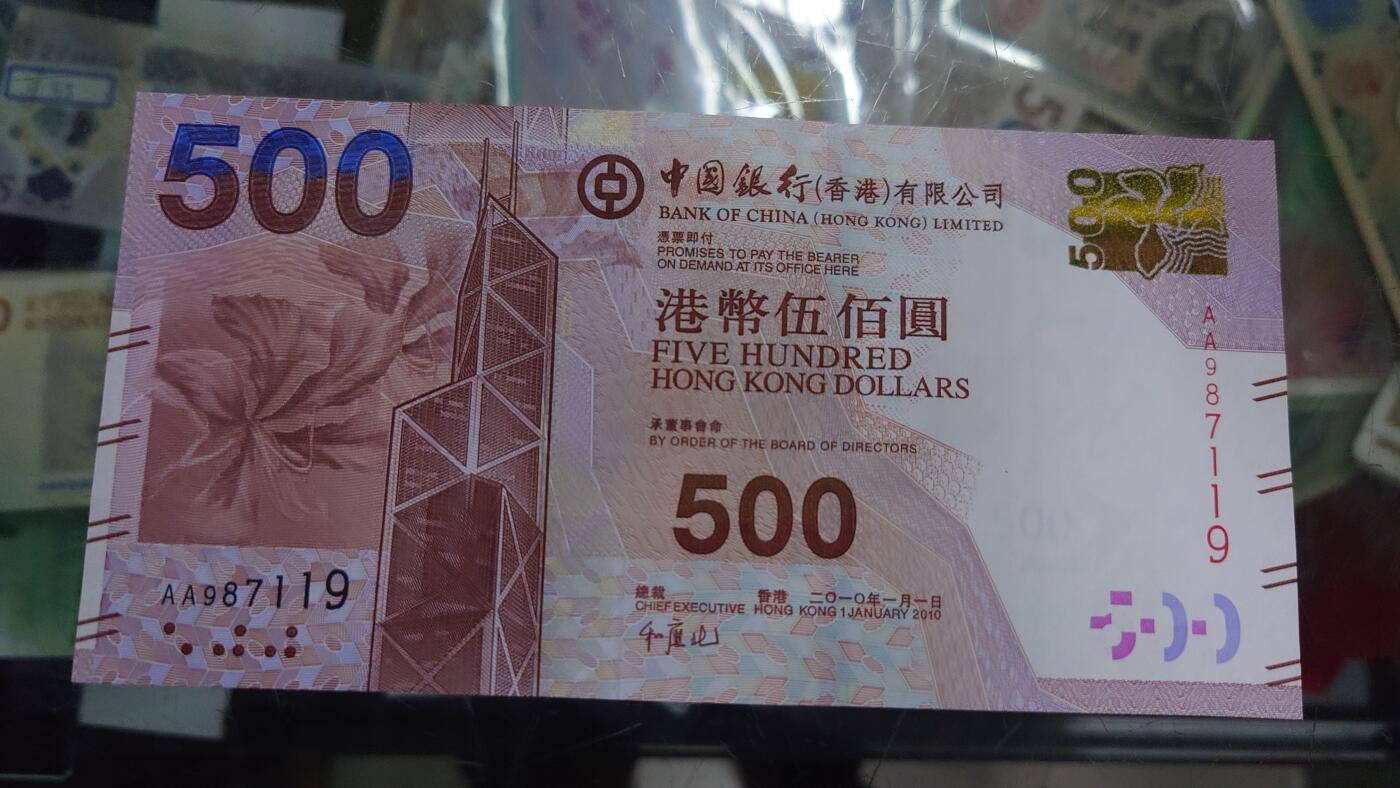 500
中國銀行(香港)有限公司
BANK OF CHINA (HONG KONG) LIMITED
憑票即付
PROMISES TO PAY THE BEARER
ON DEMAND AT ITS OFFICE HERE
港幣伍佰圓
FIVE HUNDRED
HONG KONG DOLLARS
承董事會命
BY ORDER OF THE BOARD OF DIRECTORS
500
總裁
CHIEF EXECUTIVE
香港 二〇一〇年一月一日
HONG KONG 1 JANUARY 2010
AA987119
500
AA987119
500
500